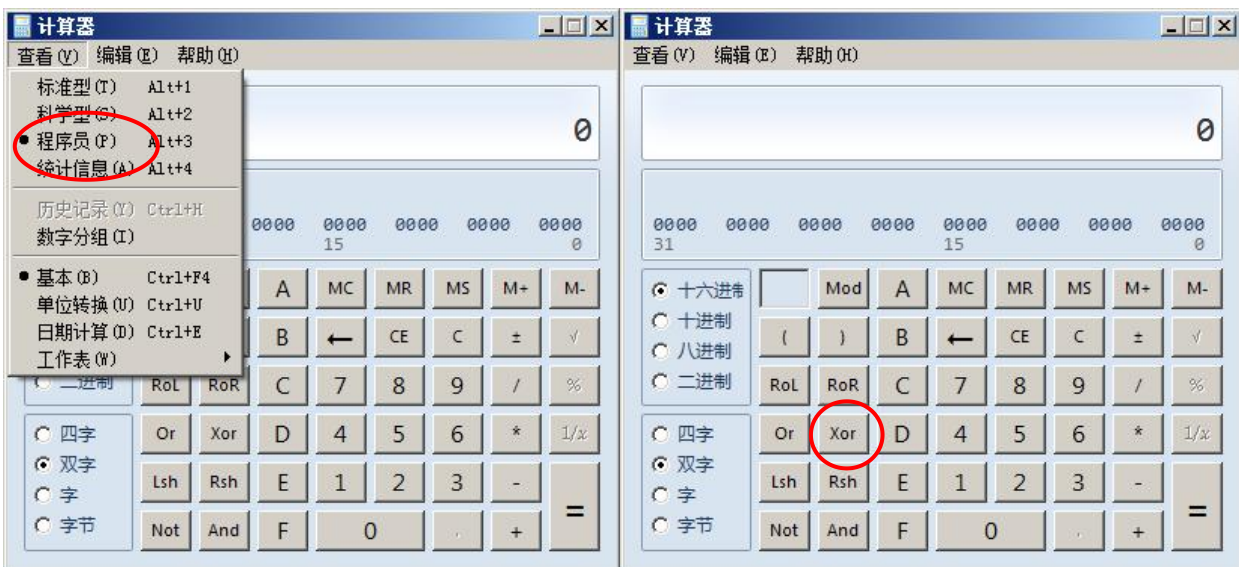 计算器
查看(V) 编辑(E) 帮助(H)
标准型(T) Alt+1
科学型(S) Alt+2
程序员(P) Alt+3
统计信息(A) Alt+4
历史记录(Y) Ctrl+H
数字分组(I)
基本(B) Ctrl+F4
单位转换(U) Ctrl+U
日期计算(D) Ctrl+E
工作表(W)
0
0000 0000 0000 0000 0000
15 0
A MC MR MS M+ M-
B ← CE C ± √
二进制 RoL RoR C 7 8 9 / %
四字 Or Xor D 4 5 6 * 1/x
双字
字 Lsh Rsh E 1 2 3 - =
字节 Not And F 0 . +
计算器
查看(V) 编辑(E) 帮助(H)
0
0000 0000 0000 0000 0000 0000 0000 0000
31 15 0
十六进制 Mod A MC MR MS M+ M-
十进制 ( ) B ← CE C ± √
八进制
二进制 RoL RoR C 7 8 9 / %
四字 Or Xor D 4 5 6 * 1/x
双字
字 Lsh Rsh E 1 2 3 - =
字节 Not And F 0 . +